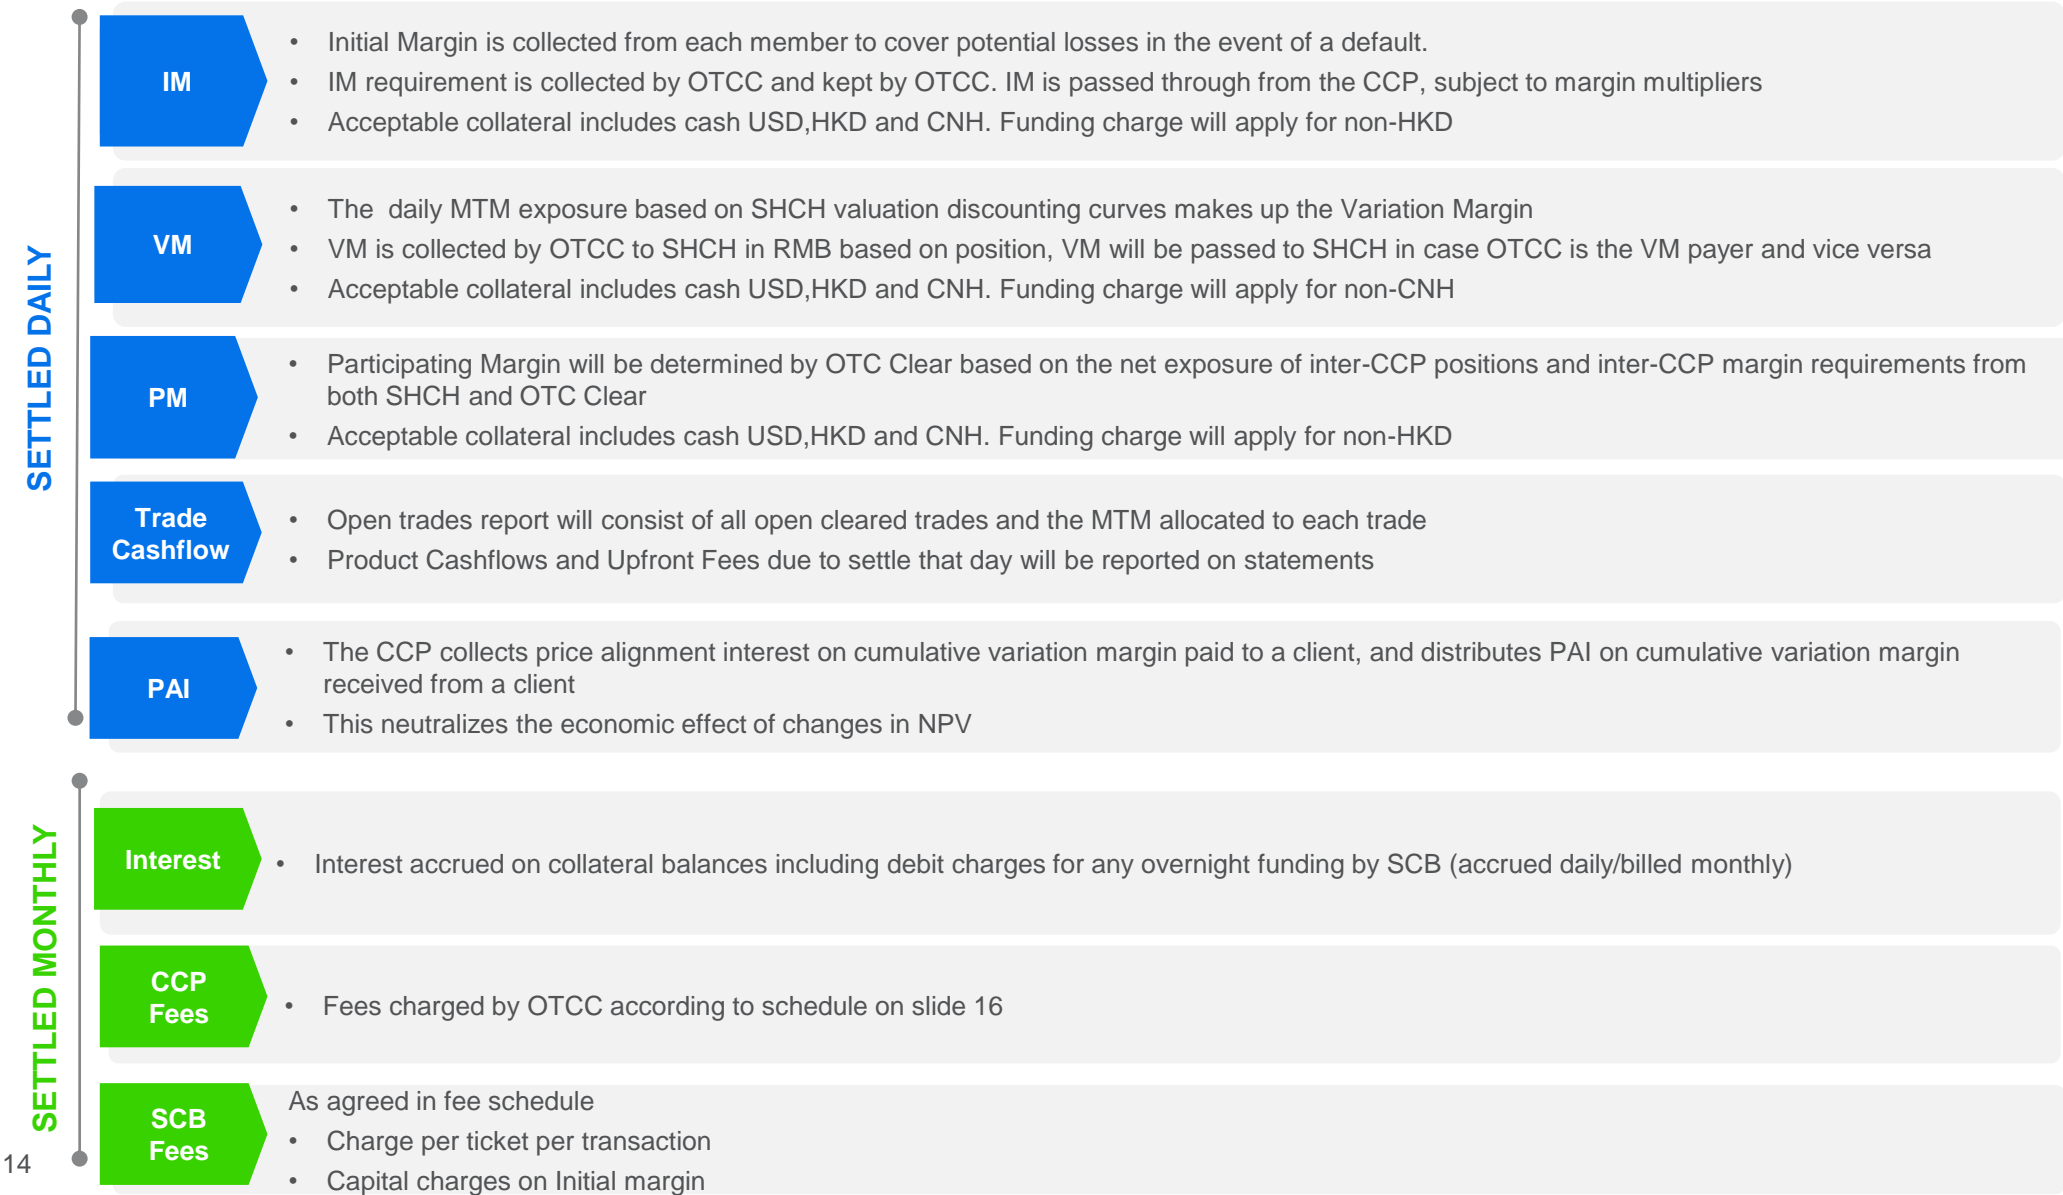 SETTLED DAILY
IM
• Initial Margin is collected from each member to cover potential losses in the event of a default.
• IM requirement is collected by OTCC and kept by OTCC. IM is passed through from the CCP, subject to margin multipliers
• Acceptable collateral includes cash USD,HKD and CNH. Funding charge will apply for non-HKD
VM
• The  daily MTM exposure based on SHCH valuation discounting curves makes up the Variation Margin
• VM is collected by OTCC to SHCH in RMB based on position, VM will be passed to SHCH in case OTCC is the VM payer and vice versa
• Acceptable collateral includes cash USD,HKD and CNH. Funding charge will apply for non-CNH
PM
• Participating Margin will be determined by OTC Clear based on the net exposure of inter-CCP positions and inter-CCP margin requirements from
both SHCH and OTC Clear
• Acceptable collateral includes cash USD,HKD and CNH. Funding charge will apply for non-HKD
Trade
Cashflow
• Open trades report will consist of all open cleared trades and the MTM allocated to each trade
• Product Cashflows and Upfront Fees due to settle that day will be reported on statements
PAI
• The CCP collects price alignment interest on cumulative variation margin paid to a client, and distributes PAI on cumulative variation margin
received from a client
• This neutralizes the economic effect of changes in NPV
SETTLED MONTHLY
Interest
• Interest accrued on collateral balances including debit charges for any overnight funding by SCB (accrued daily/billed monthly)
CCP
Fees
• Fees charged by OTCC according to schedule on slide 16
SCB
Fees
As agreed in fee schedule
• Charge per ticket per transaction
• Capital charges on Initial margin
14